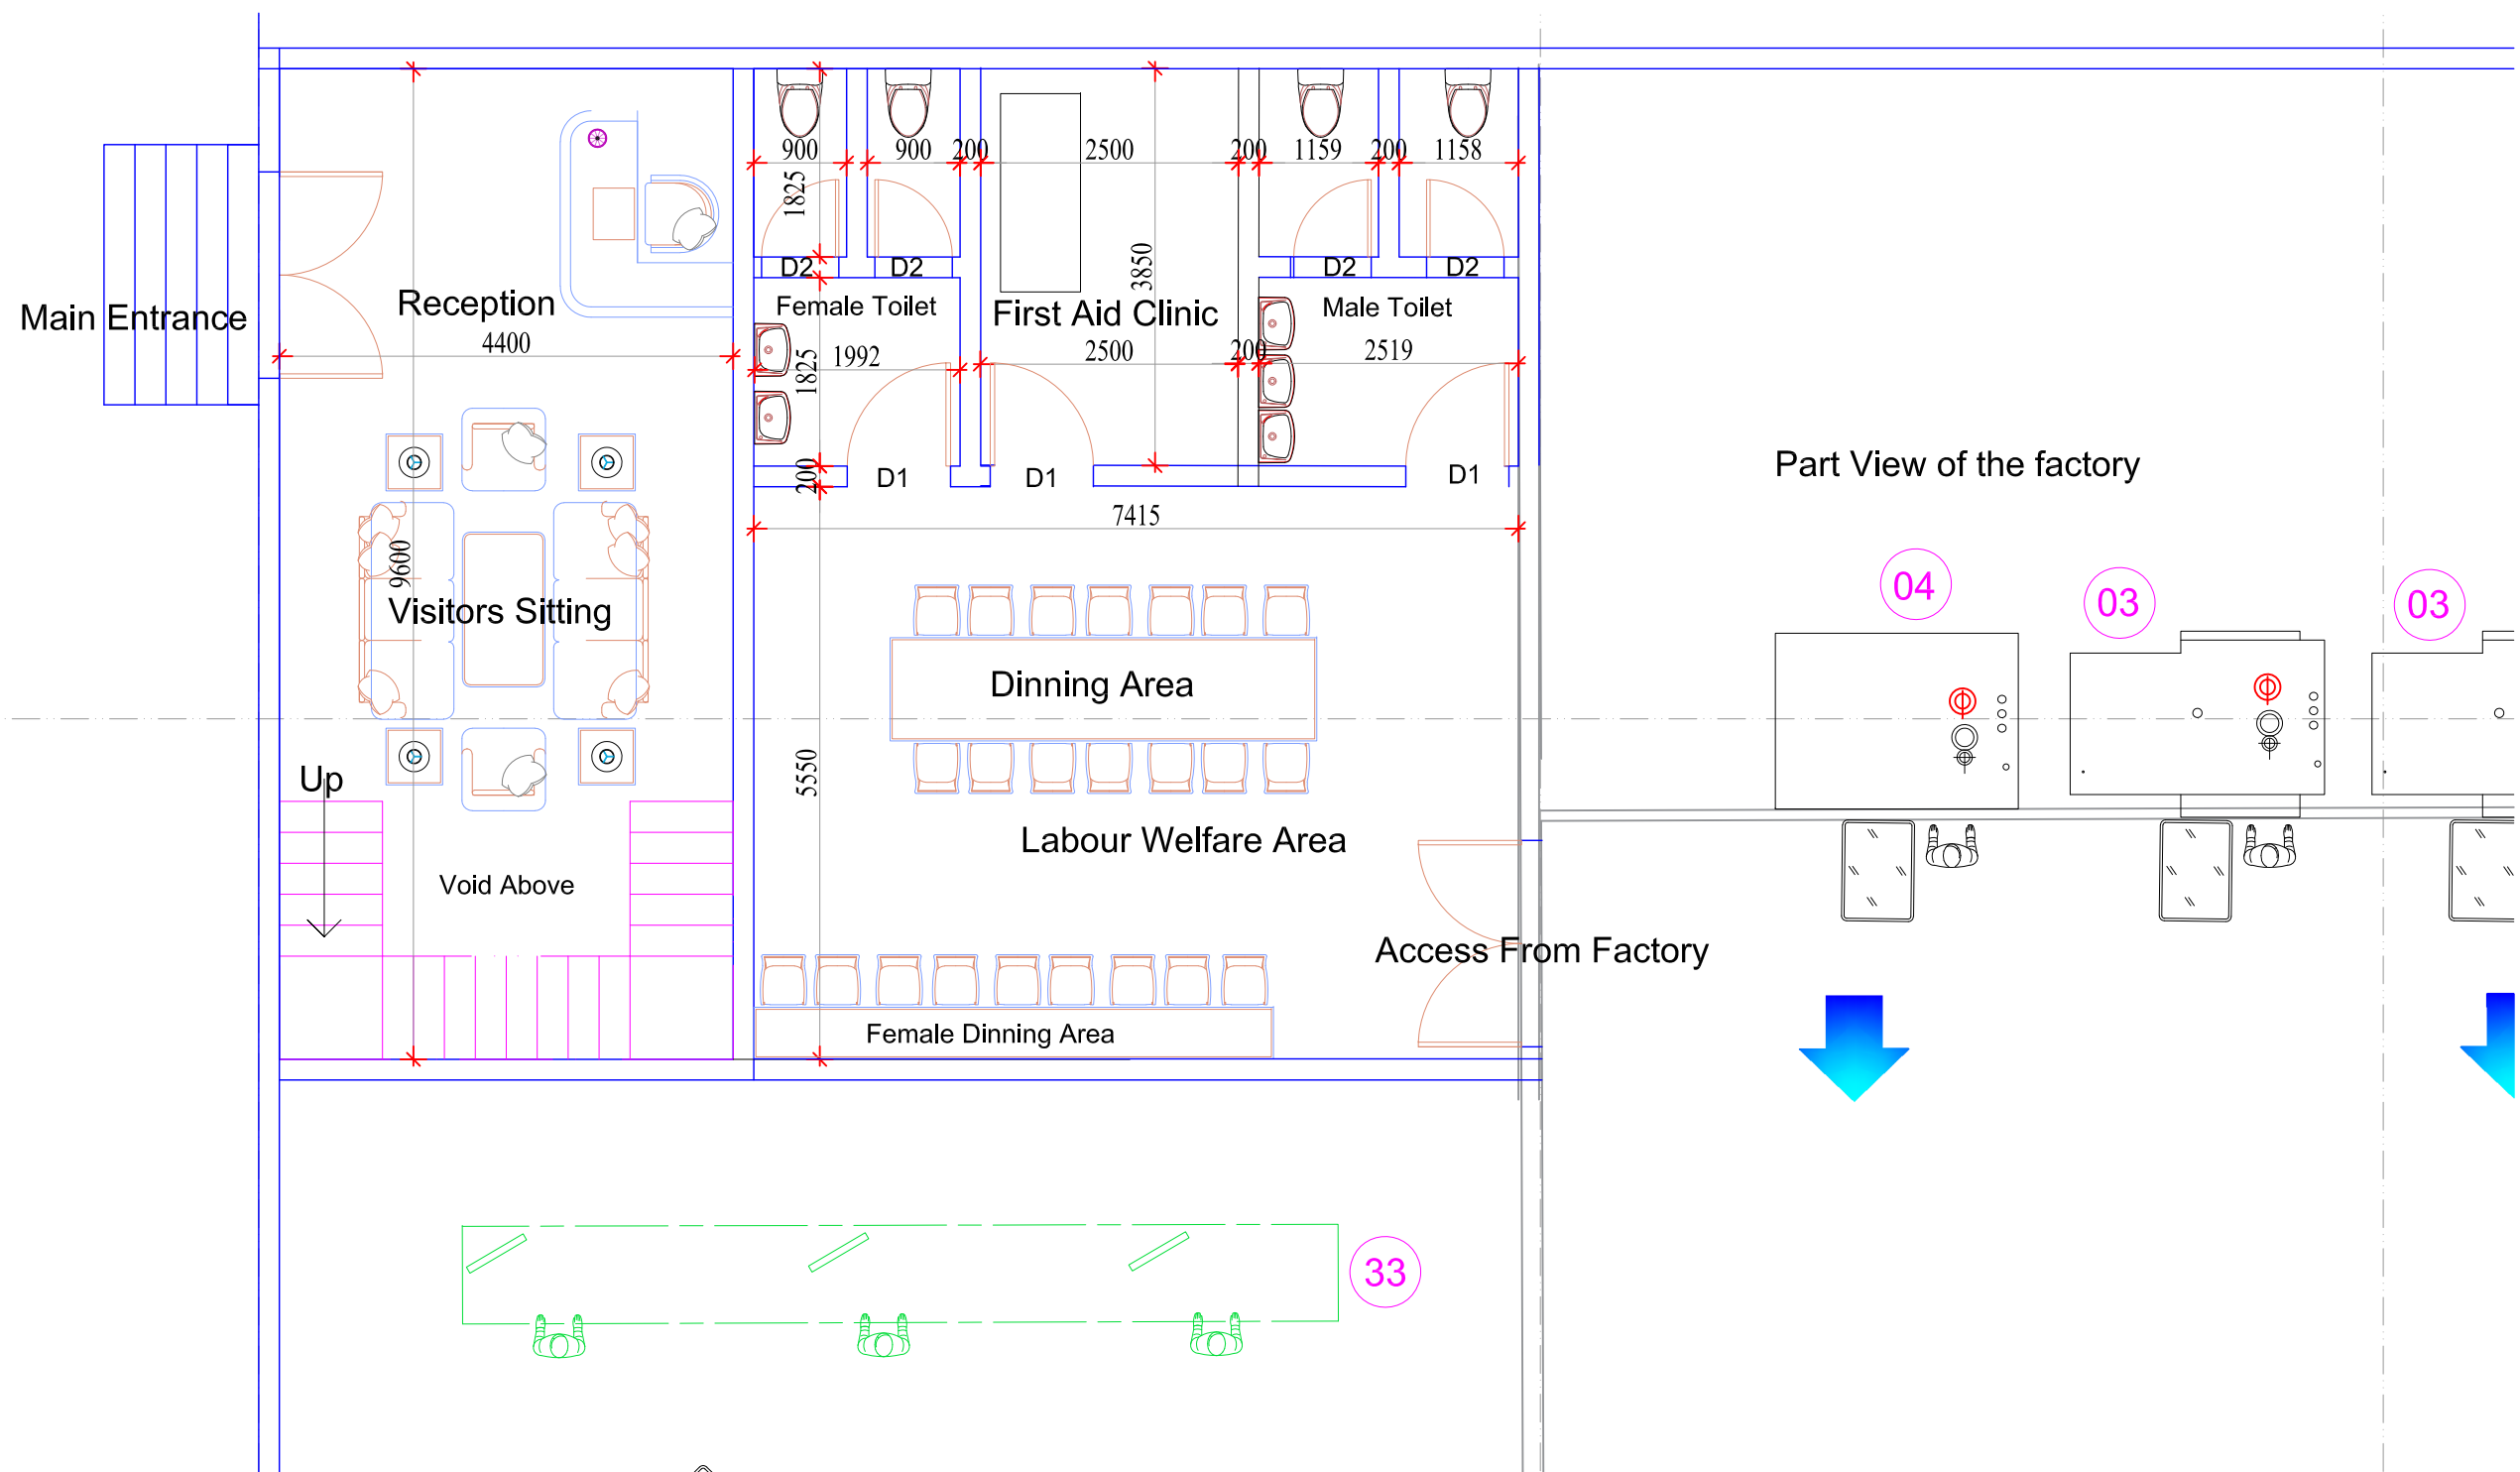 900
900
200
2500
200
1159
200
1158
1825
3850
D2
D2
D2
D2
Main Entrance
Reception
Female Toilet
First Aid Clinic
Male Toilet
4400
1825
1992
2500
200
2519
200
D1
D1
D1
Part View of the factory
7415
9600
Visitors Sitting
04
03
03
Dinning Area
Up
5550
Labour Welfare Area
Void Above
Access From Factory
Female Dinning Area
33